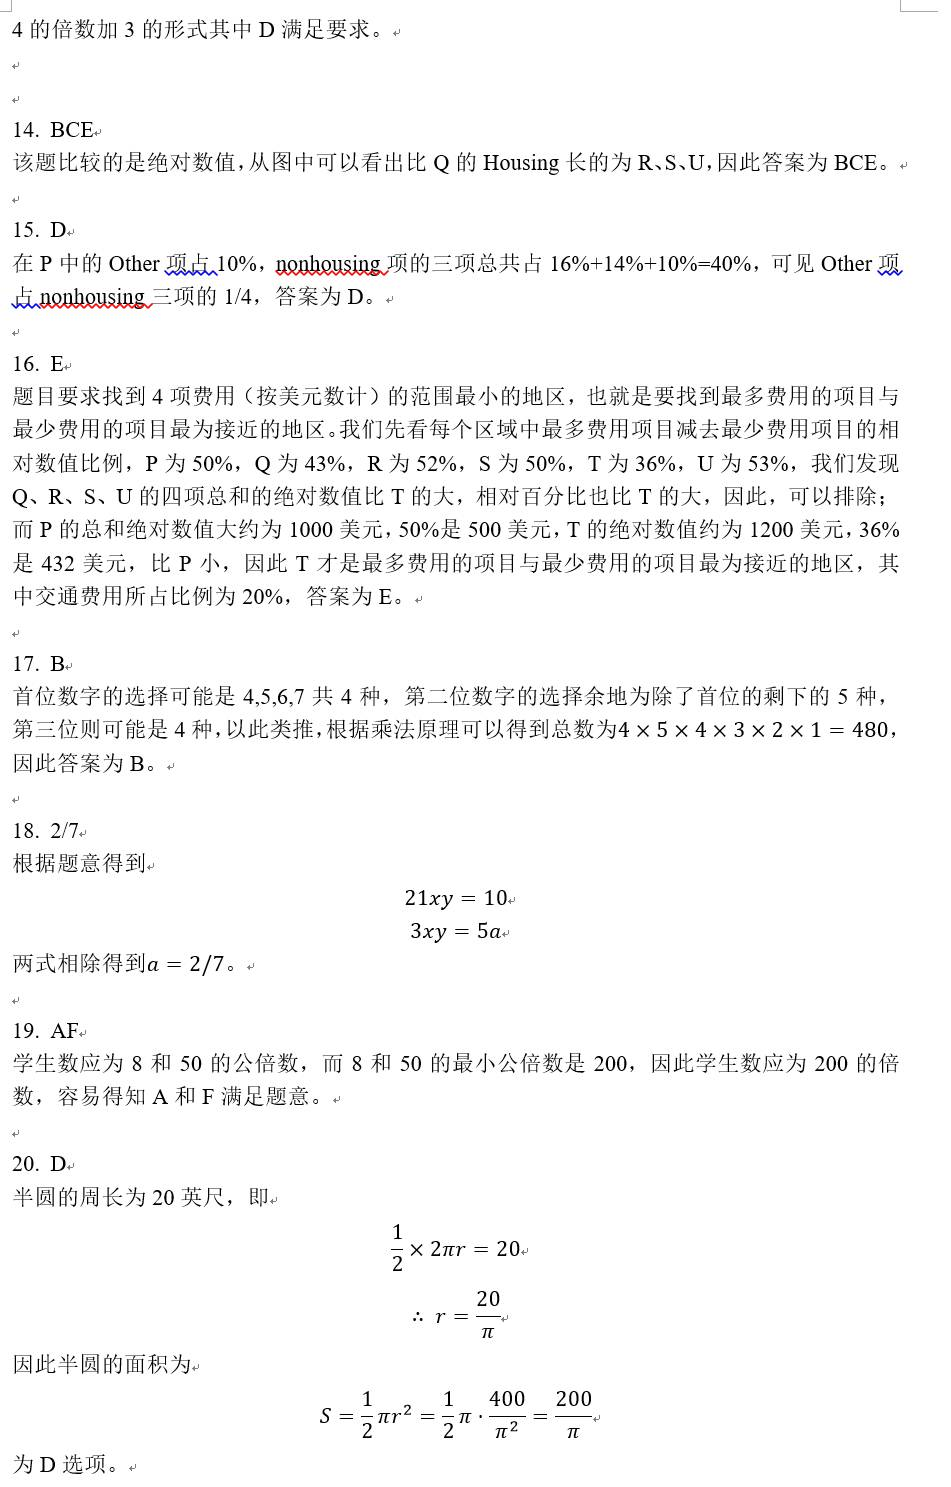 4 的倍数加 3 的形式其中 D 满足要求。
14. BCE
该题比较的是绝对数值，从图中可以看出比 Q 的 Housing 长的为 R、S、U，因此答案为 BCE。
15. D
在 P 中的 Other 项占 10%，nonhousing 项的三项总共占 16%+14%+10%=40%，可见 Other 项
占 nonhousing 三项的 1/4，答案为 D。
16. E
题目要求找到 4 项费用（按美元数计）的范围最小的地区，也就是要找到最多费用的项目与
最少费用的项目最为接近的地区。我们先看每个区域中最多费用项目减去最少费用项目的相
对数值比例，P 为 50%，Q 为 43%，R 为 52%，S 为 50%，T 为 36%，U 为 53%，我们发现
Q、R、S、U 的四项总和的绝对数值比 T 的大，相对百分比也比 T 的大，因此，可以排除；
而 P 的总和绝对数值大约为 1000 美元，50%是 500 美元，T 的绝对数值约为 1200 美元，36%
是 432 美元，比 P 小，因此 T 才是最多费用的项目与最少费用的项目最为接近的地区，其
中交通费用所占比例为 20%，答案为 E。
17. B
首位数字的选择可能是 4,5,6,7 共 4 种，第二位数字的选择余地为除了首位的剩下的 5 种，
第三位则可能是 4 种，以此类推，根据乘法原理可以得到总数为4 × 5 × 4 × 3 × 2 × 1 = 480，
因此答案为 B。
18. 2/7
根据题意得到
21xy = 10
3xy = 5a
两式相除得到a = 2/7。
19. AF
学生数应为 8 和 50 的公倍数，而 8 和 50 的最小公倍数是 200，因此学生数应为 200 的倍
数，容易得知 A 和 F 满足题意。
20. D
半圆的周长为 20 英尺，即
1/2 × 2πr = 20
∴ r = 20/π
因此半圆的面积为
S = 1/2 πr² = 1/2 π · 400/π² = 200/π
为 D 选项。